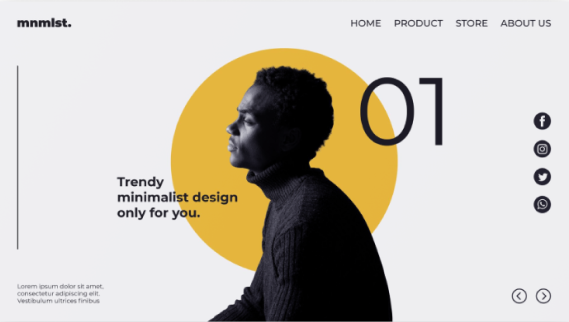 mnmlst.
HOME PRODUCT STORE ABOUT US
01
Trendy
minimalist design
only for you.
Lorem ipsum dolor sit amet,
consectetur adipiscing elit.
Vestibulum ultrices finibus